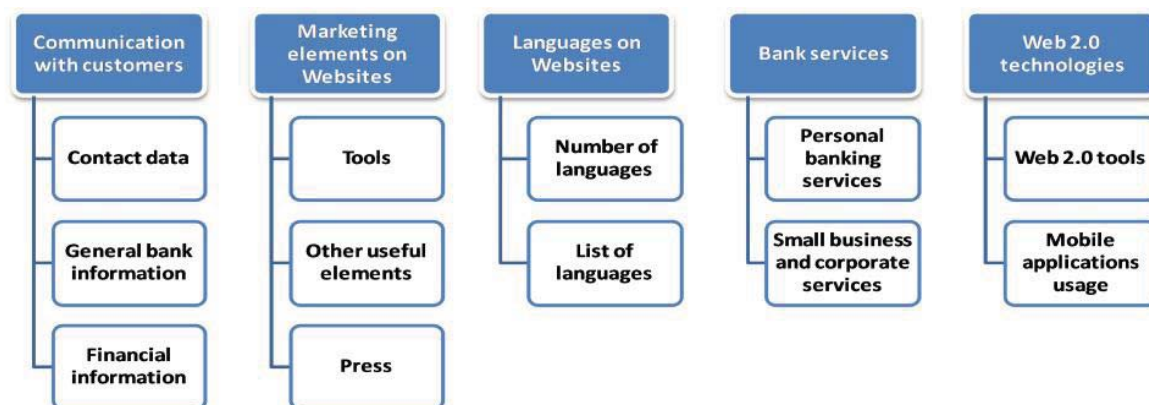 Communication
with customers
Contact data
General bank
information
Financial
information
Marketing
elements on
Websites
Tools
Other useful
elements
Press
Languages on
Websites
Number of
languages
List of
languages
Bank services
Personal
banking
services
Small business
and corporate
services
Web 2.0
technologies
Web 2.0 tools
Mobile
applications
usage